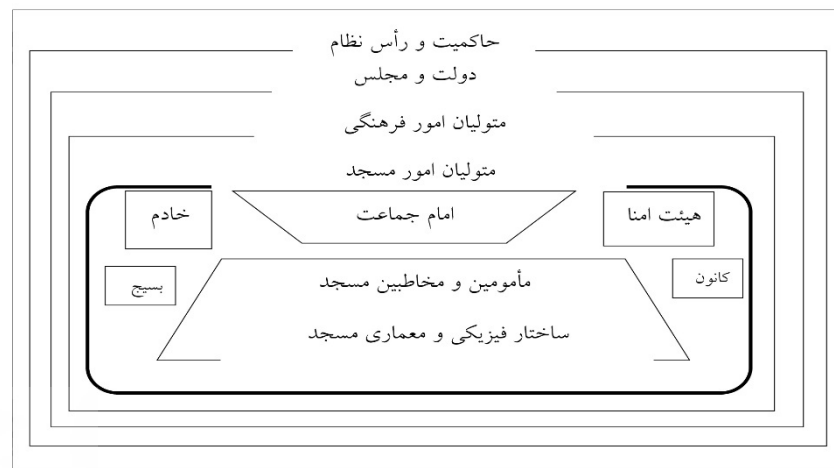 حاکمیت و رأس نظام
دولت و مجلس
متولیان امور فرهنگی
متولیان امور مسجد
هیئت امنا
امام جماعت
خادم
کانون
مأمومین و مخاطبین مسجد
بسیج
ساختار فیزیکی و معماری مسجد